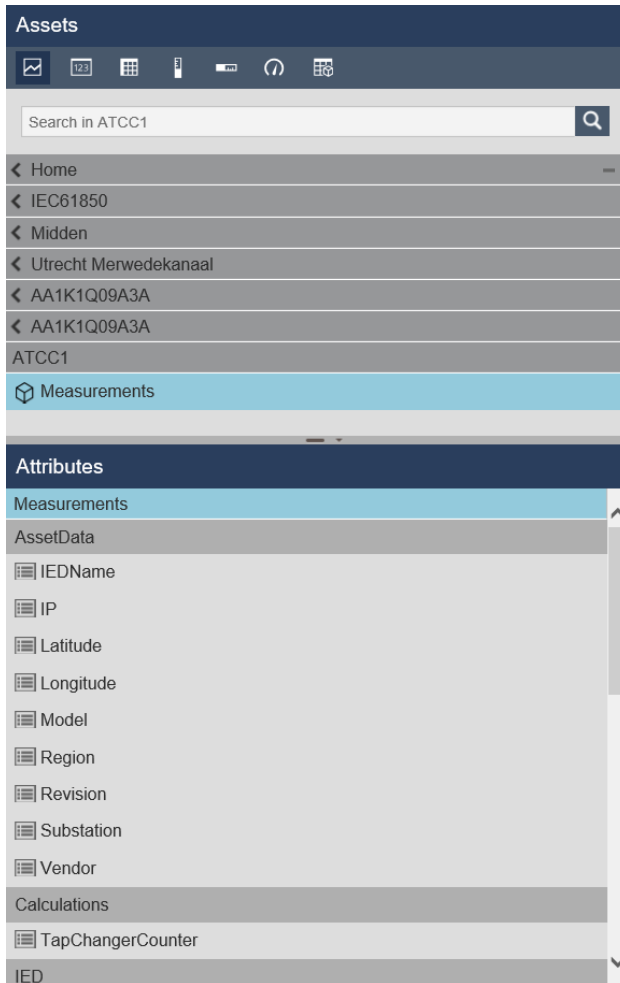 Assets
123
Search in ATCC1
Home
IEC61850
Midden
Utrecht Merwedekanaal
AA1K1Q09A3A
AA1K1Q09A3A
ATCC1
Measurements
Attributes
Measurements
AssetData
IEDName
IP
Latitude
Longitude
Model
Region
Revision
Substation
Vendor
Calculations
TapChangerCounter
IED